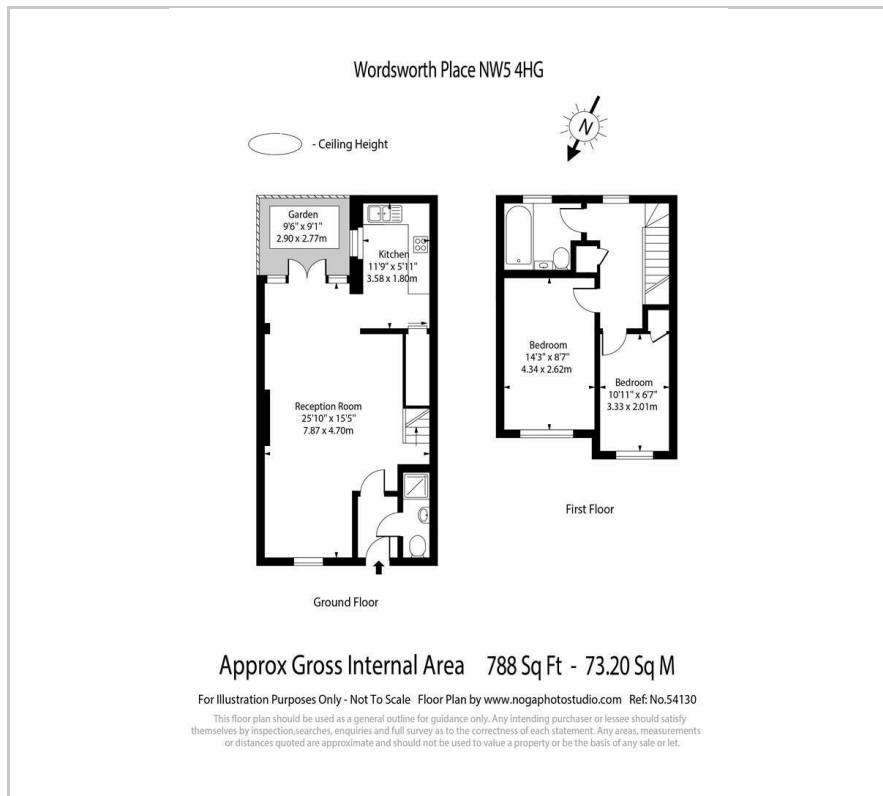 Wordsworth Place NW5 4HG
N
- Ceiling Height
Garden
9'6" x 9'1"
2.90 x 2.77m
Kitchen
11'9" x 5'11"
3.58 x 1.80m
Reception Room
25'10" x 15'5"
7.87 x 4.70m
Ground Floor
Bedroom
14'3" x 8'7"
4.34 x 2.62m
Bedroom
10'11" x 6'7"
3.33 x 2.01m
First Floor
Approx Gross Internal Area 788 Sq Ft - 73.20 Sq M
For Illustration Purposes Only - Not To Scale Floor Plan by www.nogaphotostudio.com Ref: No.54130
This floor plan should be used as a general outline for guidance only. Any intending purchaser or lessee should satisfy
themselves by inspection,searches, enquiries and full survey as to the correctness of each statement. Any areas, measurements
or distances quoted are approximate and should not be used to value a property or be the basis of any sale or let.